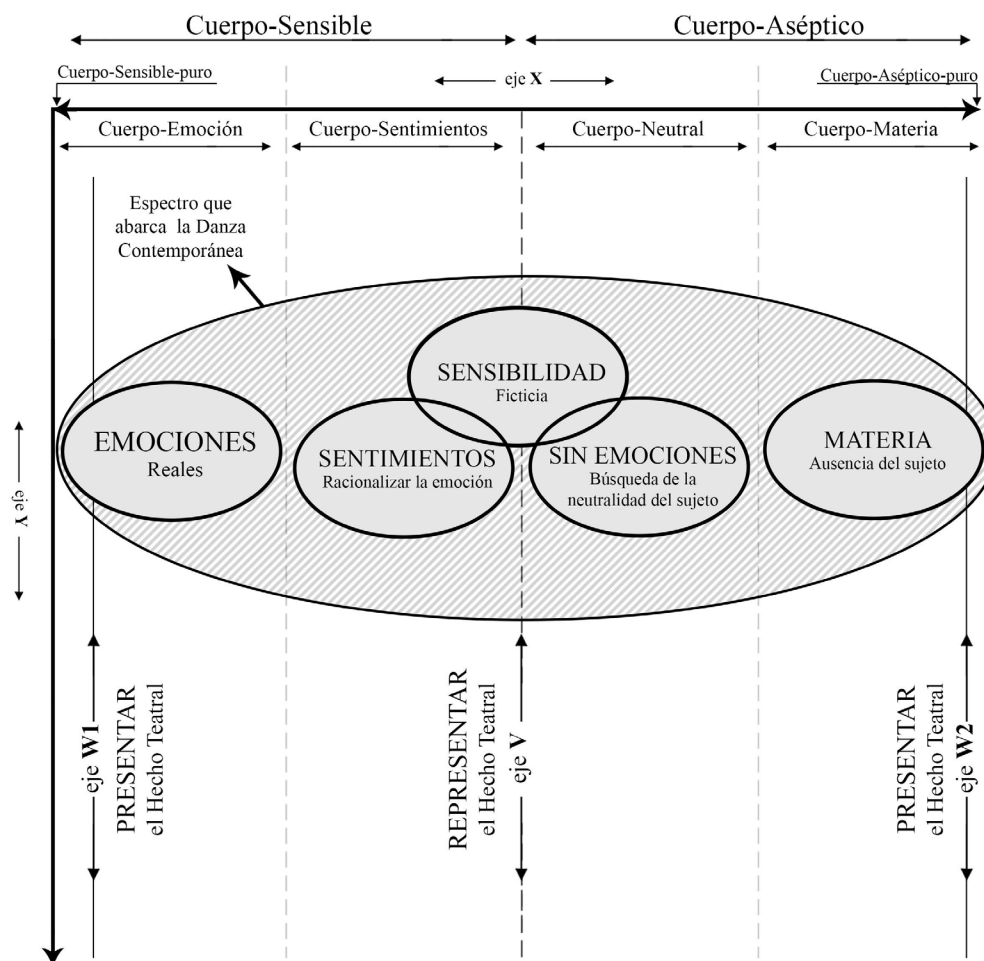 Cuerpo-Sensible
Cuerpo-Aséptico
Cuerpo-Sensible-puro
eje X
Cuerpo-Aséptico-puro
Cuerpo-Emoción
Cuerpo-Sentimientos
Cuerpo-Neutral
Cuerpo-Materia
Espectro que
abarca la Danza
Contemporánea
SENSIBILIDAD
Ficticia
EMOCIONES
Reales
SENTIMIENTOS
Racionalizar la emoción
SIN EMOCIONES
Búsqueda de la
neutralidad del sujeto
MATERIA
Ausencia del sujeto
eje Y
eje W1
PRESENTAR
el Hecho Teatral
REPRESENTAR
el Hecho Teatral
eje V
PRESENTAR
el Hecho Teatral
eje W2